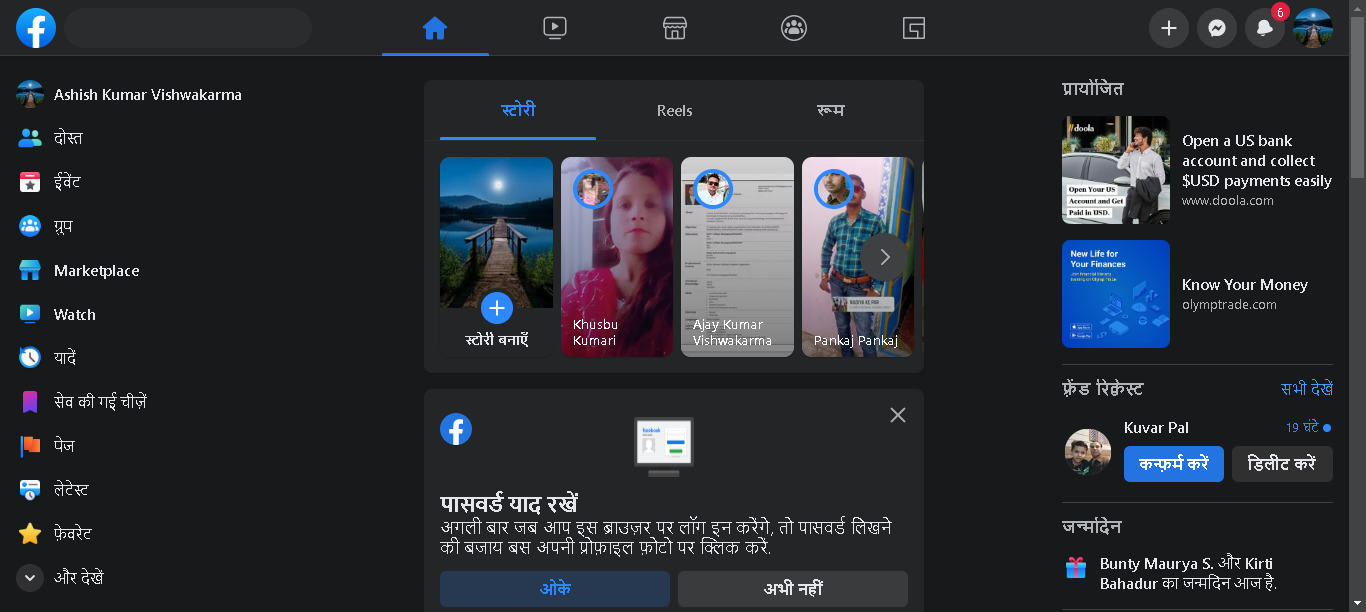 6
Ashish Kumar Vishwakarma
दोस्त
ईवेंट
ग्रुप
Marketplace
Watch
यादें
सेव की गई चीज़ें
पेज
लेटेस्ट
फ़ेवरेट
और देखें
स्टोरी
Reels
रूम
स्टोरी बनाएँ
Khusbu
Kumari
Ajay Kumar
Vishwakarma
Pankaj Pankaj
पासवर्ड याद रखें
अगली बार जब आप इस ब्राउज़र पर लॉग इन करेंगे, तो पासवर्ड लिखने
की बजाय बस अपनी प्रोफ़ाइल फ़ोटो पर क्लिक करें.
ओके
अभी नहीं
प्रायोजित
doola
Open Your US
Account and Get
Paid in USD.
Open a US bank
account and collect
$USD payments easily
www.doola.com
New Life for
Your Finances
Know Your Money
olymptrade.com
फ़्रेंड रिक्वेस्ट
सभी देखें
Kuvar Pal
19 घंटे
कन्फ़र्म करें
डिलीट करें
जन्मदिन
Bunty Maurya S. और Kirti
Bahadur का जन्मदिन आज है.